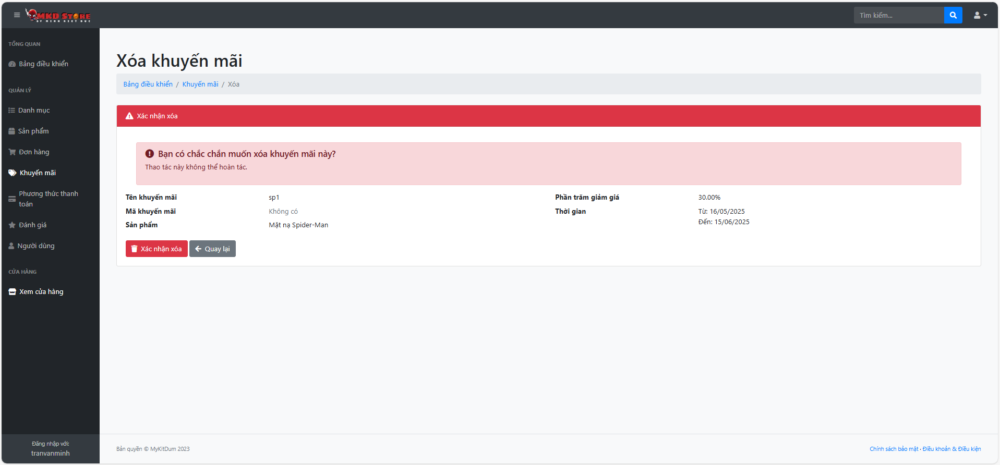 MKD Store
BY MINH KIET DUC
Tìm kiếm...
TỔNG QUAN
Bảng điều khiển
QUẢN LÝ
Danh mục
Sản phẩm
Đơn hàng
Khuyến mãi
Phương thức thanh
toán
Đánh giá
Người dùng
CỬA HÀNG
Xem cửa hàng
Đăng nhập với:
tranvanminh
Xóa khuyến mãi
Bảng điều khiển / Khuyến mãi / Xóa
Xác nhận xóa
Bạn có chắc chắn muốn xóa khuyến mãi này?
Thao tác này không thể hoàn tác.
Tên khuyến mãi sp1
Mã khuyến mãi Không có
Sản phẩm Mặt nạ Spider-Man
Phần trăm giảm giá 30.00%
Thời gian Từ: 16/05/2025
Đến: 15/06/2025
Xác nhận xóa Quay lại
Bản quyền © MyKitDum 2023
Chính sách bảo mật · Điều khoản & Điều kiện